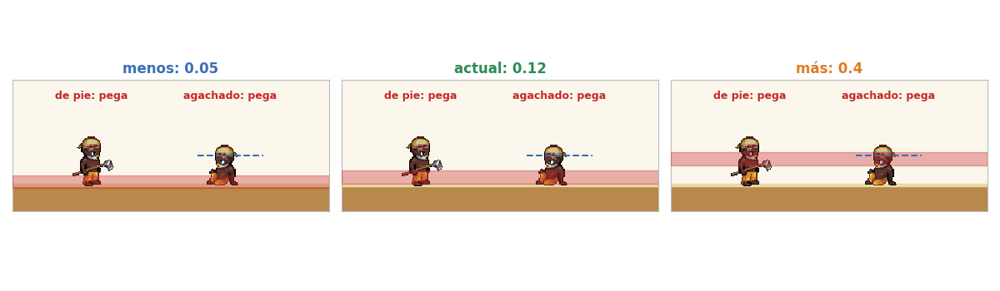 menos: 0.05
de pie: pega
agachado: pega
actual: 0.12
de pie: pega
agachado: pega
más: 0.4
de pie: pega
agachado: pega